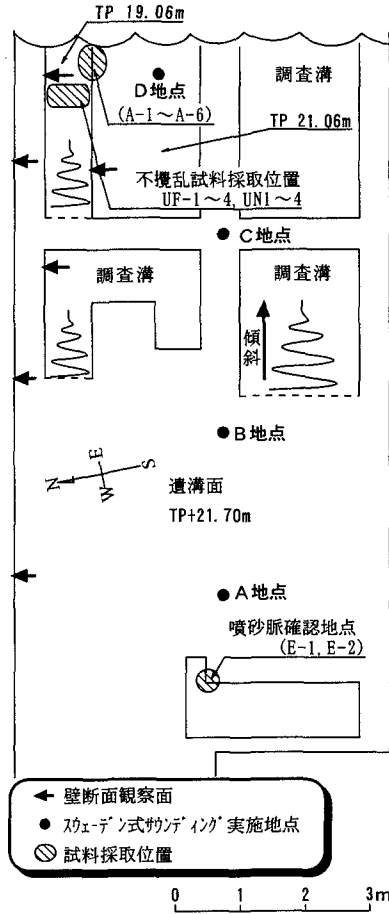 TP 19.06m
D地点
(A-1～A-6)
調査溝
TP 21.06m
不攪乱試料採取位置
UF-1～4, UN1～4
C地点
調査溝
調査溝
傾斜
B地点
N
E
W
S
遺溝面
TP+21.70m
A地点
噴砂脈確認地点
(E-1, E-2)
壁断面観察面
スウェーデン式サウンディング実施地点
試料採取位置
0 1 2 3m